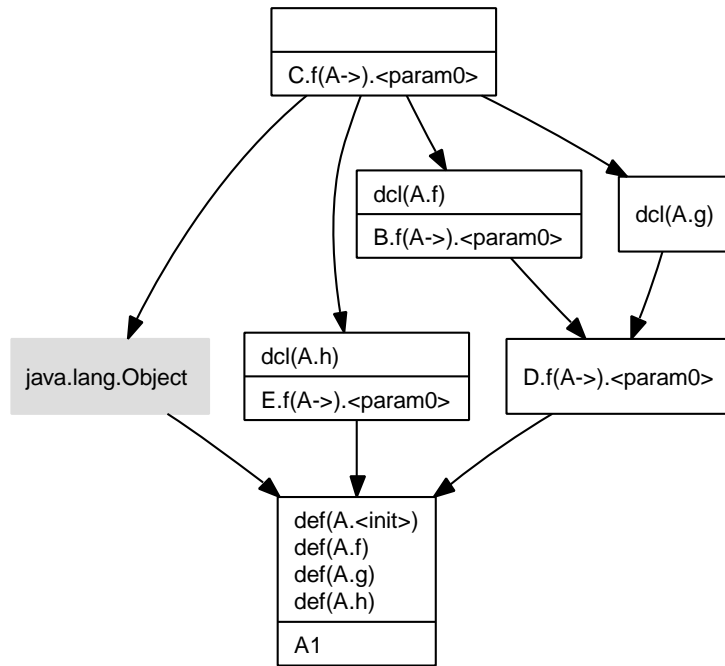 C.f(A->).<param0>
dcl(A.f)
B.f(A->).<param0>
dcl(A.g)
java.lang.Object
dcl(A.h)
E.f(A->).<param0>
D.f(A->).<param0>
def(A.<init>)
def(A.f)
def(A.g)
def(A.h)
A1